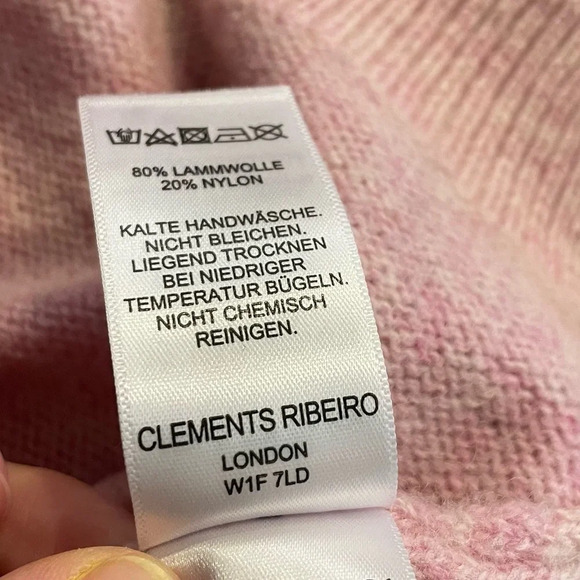 80% LAMMWOLLE
20% NYLON
KALTE HANDWÄSCHE.
NICHT BLEICHEN.
LIEGEND TROCKNEN
BEI NIEDRIGER
TEMPERATUR BÜGELN.
NICHT CHEMISCH
REINIGEN.
CLEMENTS RIBEIRO
LONDON
W1F 7LD